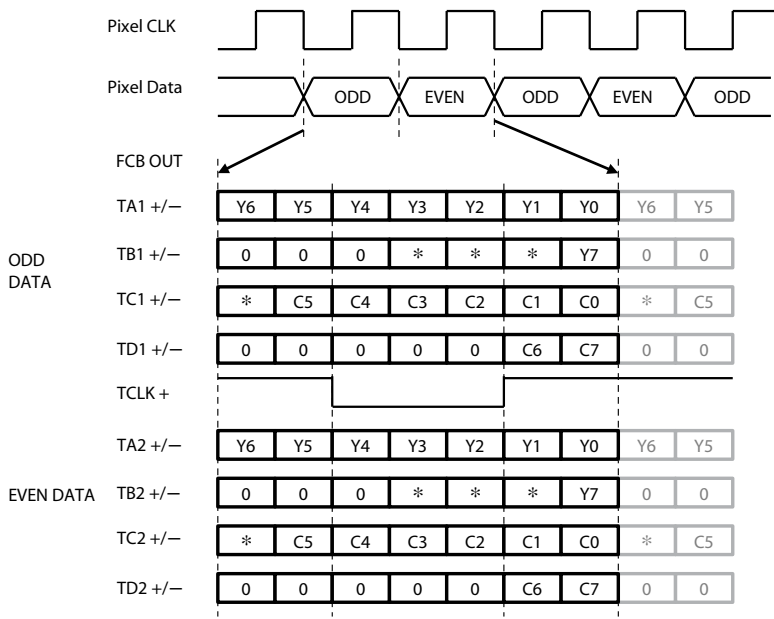 Pixel CLK
Pixel Data ODD EVEN ODD EVEN ODD
FCB OUT
TA1 +/− Y6 Y5 Y4 Y3 Y2 Y1 Y0 Y6 Y5
ODD DATA
TB1 +/− 0 0 0 * * * Y7 0 0
TC1 +/− * C5 C4 C3 C2 C1 C0 * C5
TD1 +/− 0 0 0 0 0 C6 C7 0 0
TCLK +
TA2 +/− Y6 Y5 Y4 Y3 Y2 Y1 Y0 Y6 Y5
EVEN DATA TB2 +/− 0 0 0 * * * Y7 0 0
TC2 +/− * C5 C4 C3 C2 C1 C0 * C5
TD2 +/− 0 0 0 0 0 C6 C7 0 0